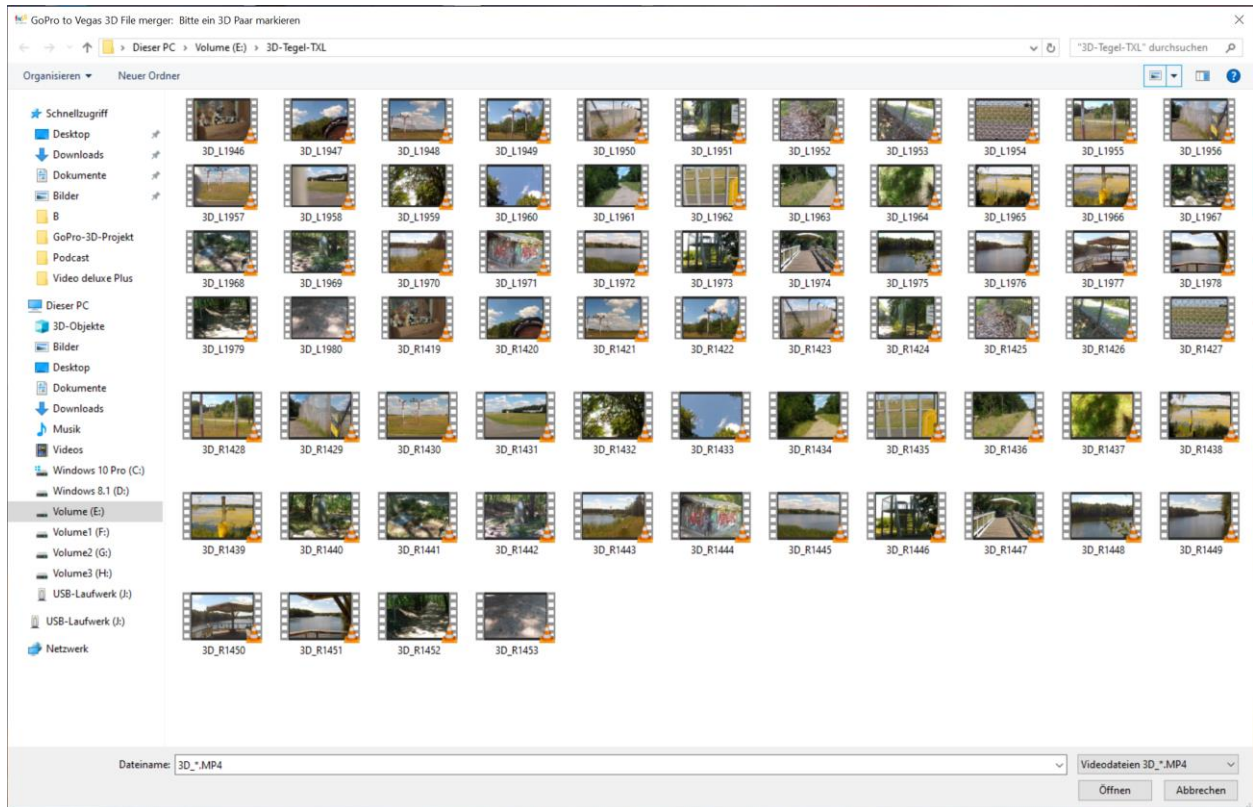 GoPro to Vegas 3D File merger: Bitte ein 3D Paar markieren
Dieser PC > Volume (E:) > 3D-Tegel-TXL
"3D-Tegel-TXL" durchsuchen
Organisieren
Neuer Ordner
Schnellzugriff
Desktop
Downloads
Dokumente
Bilder
B
GoPro-3D-Projekt
Podcast
Video deluxe Plus
Dieser PC
3D-Objekte
Bilder
Desktop
Dokumente
Downloads
Musik
Videos
Windows 10 Pro (C:)
Windows 8.1 (D:)
Volume (E:)
Volume1 (F:)
Volume2 (G:)
Volume3 (H:)
USB-Laufwerk (J:)
USB-Laufwerk (J:)
Netzwerk
3D_L1946 3D_L1947 3D_L1948 3D_L1949 3D_L1950 3D_L1951 3D_L1952 3D_L1953 3D_L1954 3D_L1955 3D_L1956
3D_L1957 3D_L1958 3D_L1959 3D_L1960 3D_L1961 3D_L1962 3D_L1963 3D_L1964 3D_L1965 3D_L1966 3D_L1967
3D_L1968 3D_L1969 3D_L1970 3D_L1971 3D_L1972 3D_L1973 3D_L1974 3D_L1975 3D_L1976 3D_L1977 3D_L1978
3D_L1979 3D_L1980 3D_R1419 3D_R1420 3D_R1421 3D_R1422 3D_R1423 3D_R1424 3D_R1425 3D_R1426 3D_R1427
3D_R1428 3D_R1429 3D_R1430 3D_R1431 3D_R1432 3D_R1433 3D_R1434 3D_R1435 3D_R1436 3D_R1437 3D_R1438
3D_R1439 3D_R1440 3D_R1441 3D_R1442 3D_R1443 3D_R1444 3D_R1445 3D_R1446 3D_R1447 3D_R1448 3D_R1449
3D_R1450 3D_R1451 3D_R1452 3D_R1453
Dateiname: 3D_*.MP4
Videodateien 3D_*.MP4
Öffnen
Abbrechen